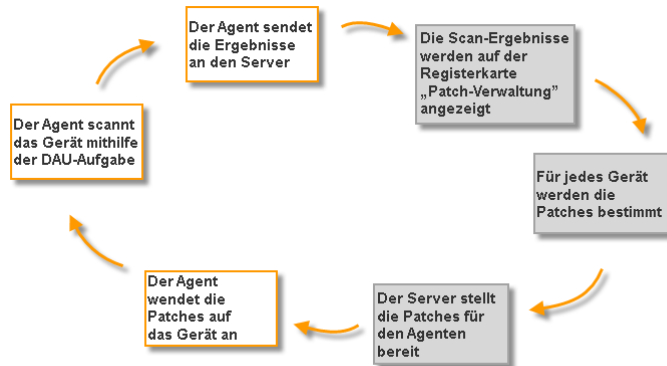 Der Agent sendet
die Ergebnisse
an den Server
Die Scan-Ergebnisse
werden auf der
Registerkarte
„Patch-Verwaltung”
angezeigt
Für jedes Gerät
werden die
Patches bestimmt
Der Server stellt
die Patches für
den Agenten
bereit
Der Agent
wendet die
Patches auf
das Gerät an
Der Agent scannt
das Gerät mithilfe
der DAU-Aufgabe